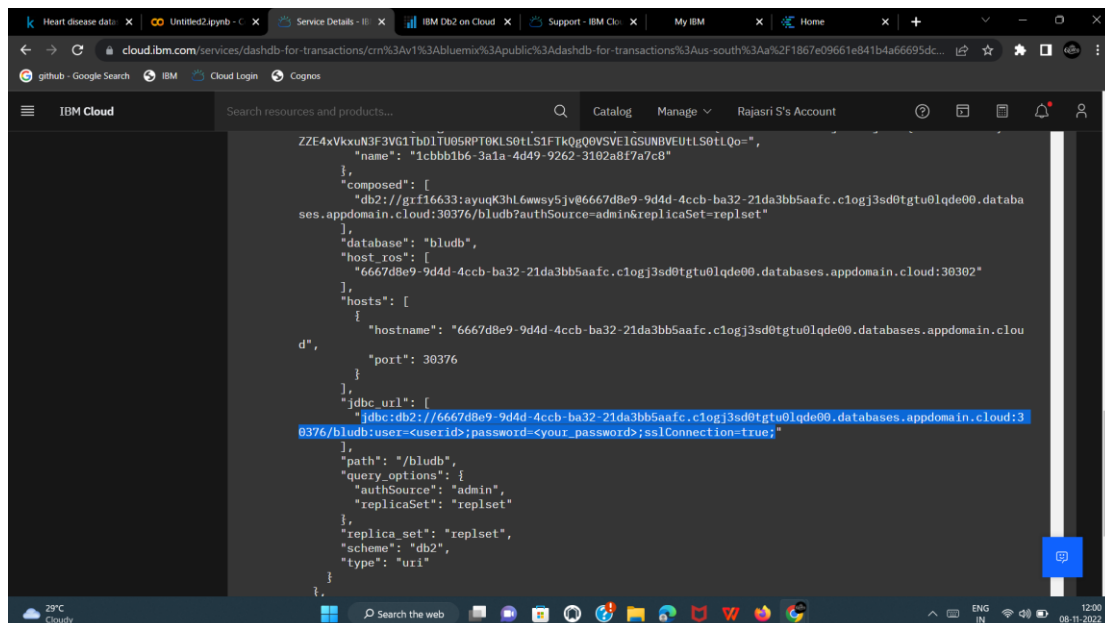 Heart disease data
Untitled2.ipynb - C
Service Details - IB
IBM Db2 on Cloud
Support - IBM Clou
My IBM
Home
cloud.ibm.com/services/dashdb-for-transactions/crn%3Av1%3Abluemix%3Apublic%3Adashdb-for-transactions%3Aus-south%3Aa%2F1867e09661e841b4a66695dc...
github - Google Search IBM Cloud Login Cognos
IBM Cloud
Search resources and products...
Catalog Manage Rajasri S's Account
ZZE4xVkxuN3F3VG1TbDlTU05RPT0KLS0tLS1FTkQgQ0VSVElGSUNBVEUtLS0tLQo=",
"name": "1cbbb1b6-3a1a-4d49-9262-3102a8f7a7c8"
},
"composed": [
"db2://grf16633:ayuqK3hL6wwsy5jv@6667d8e9-9d4d-4ccb-ba32-21da3bb5aafc.c1ogj3sd0tgtu0lqde00.databa
ses.appdomain.cloud:30376/bludb?authSource=admin&replicaSet=replset"
],
"database": "bludb",
"host_ros": [
"6667d8e9-9d4d-4ccb-ba32-21da3bb5aafc.c1ogj3sd0tgtu0lqde00.databases.appdomain.cloud:30302"
],
"hosts": [
{
"hostname": "6667d8e9-9d4d-4ccb-ba32-21da3bb5aafc.c1ogj3sd0tgtu0lqde00.databases.appdomain.clou
d",
"port": 30376
}
],
"jdbc_url": [
"jdbc:db2://6667d8e9-9d4d-4ccb-ba32-21da3bb5aafc.c1ogj3sd0tgtu0lqde00.databases.appdomain.cloud:3
0376/bludb:user=<userid>;password=<your_password>;sslConnection=true;"
],
"path": "/bludb",
"query_options": {
"authSource": "admin",
"replicaSet": "replset"
},
"replica_set": "replset",
"scheme": "db2",
"type": "uri"
}
},
29°C
Cloudy
Search the web
ENG
IN
12:00
08-11-2022